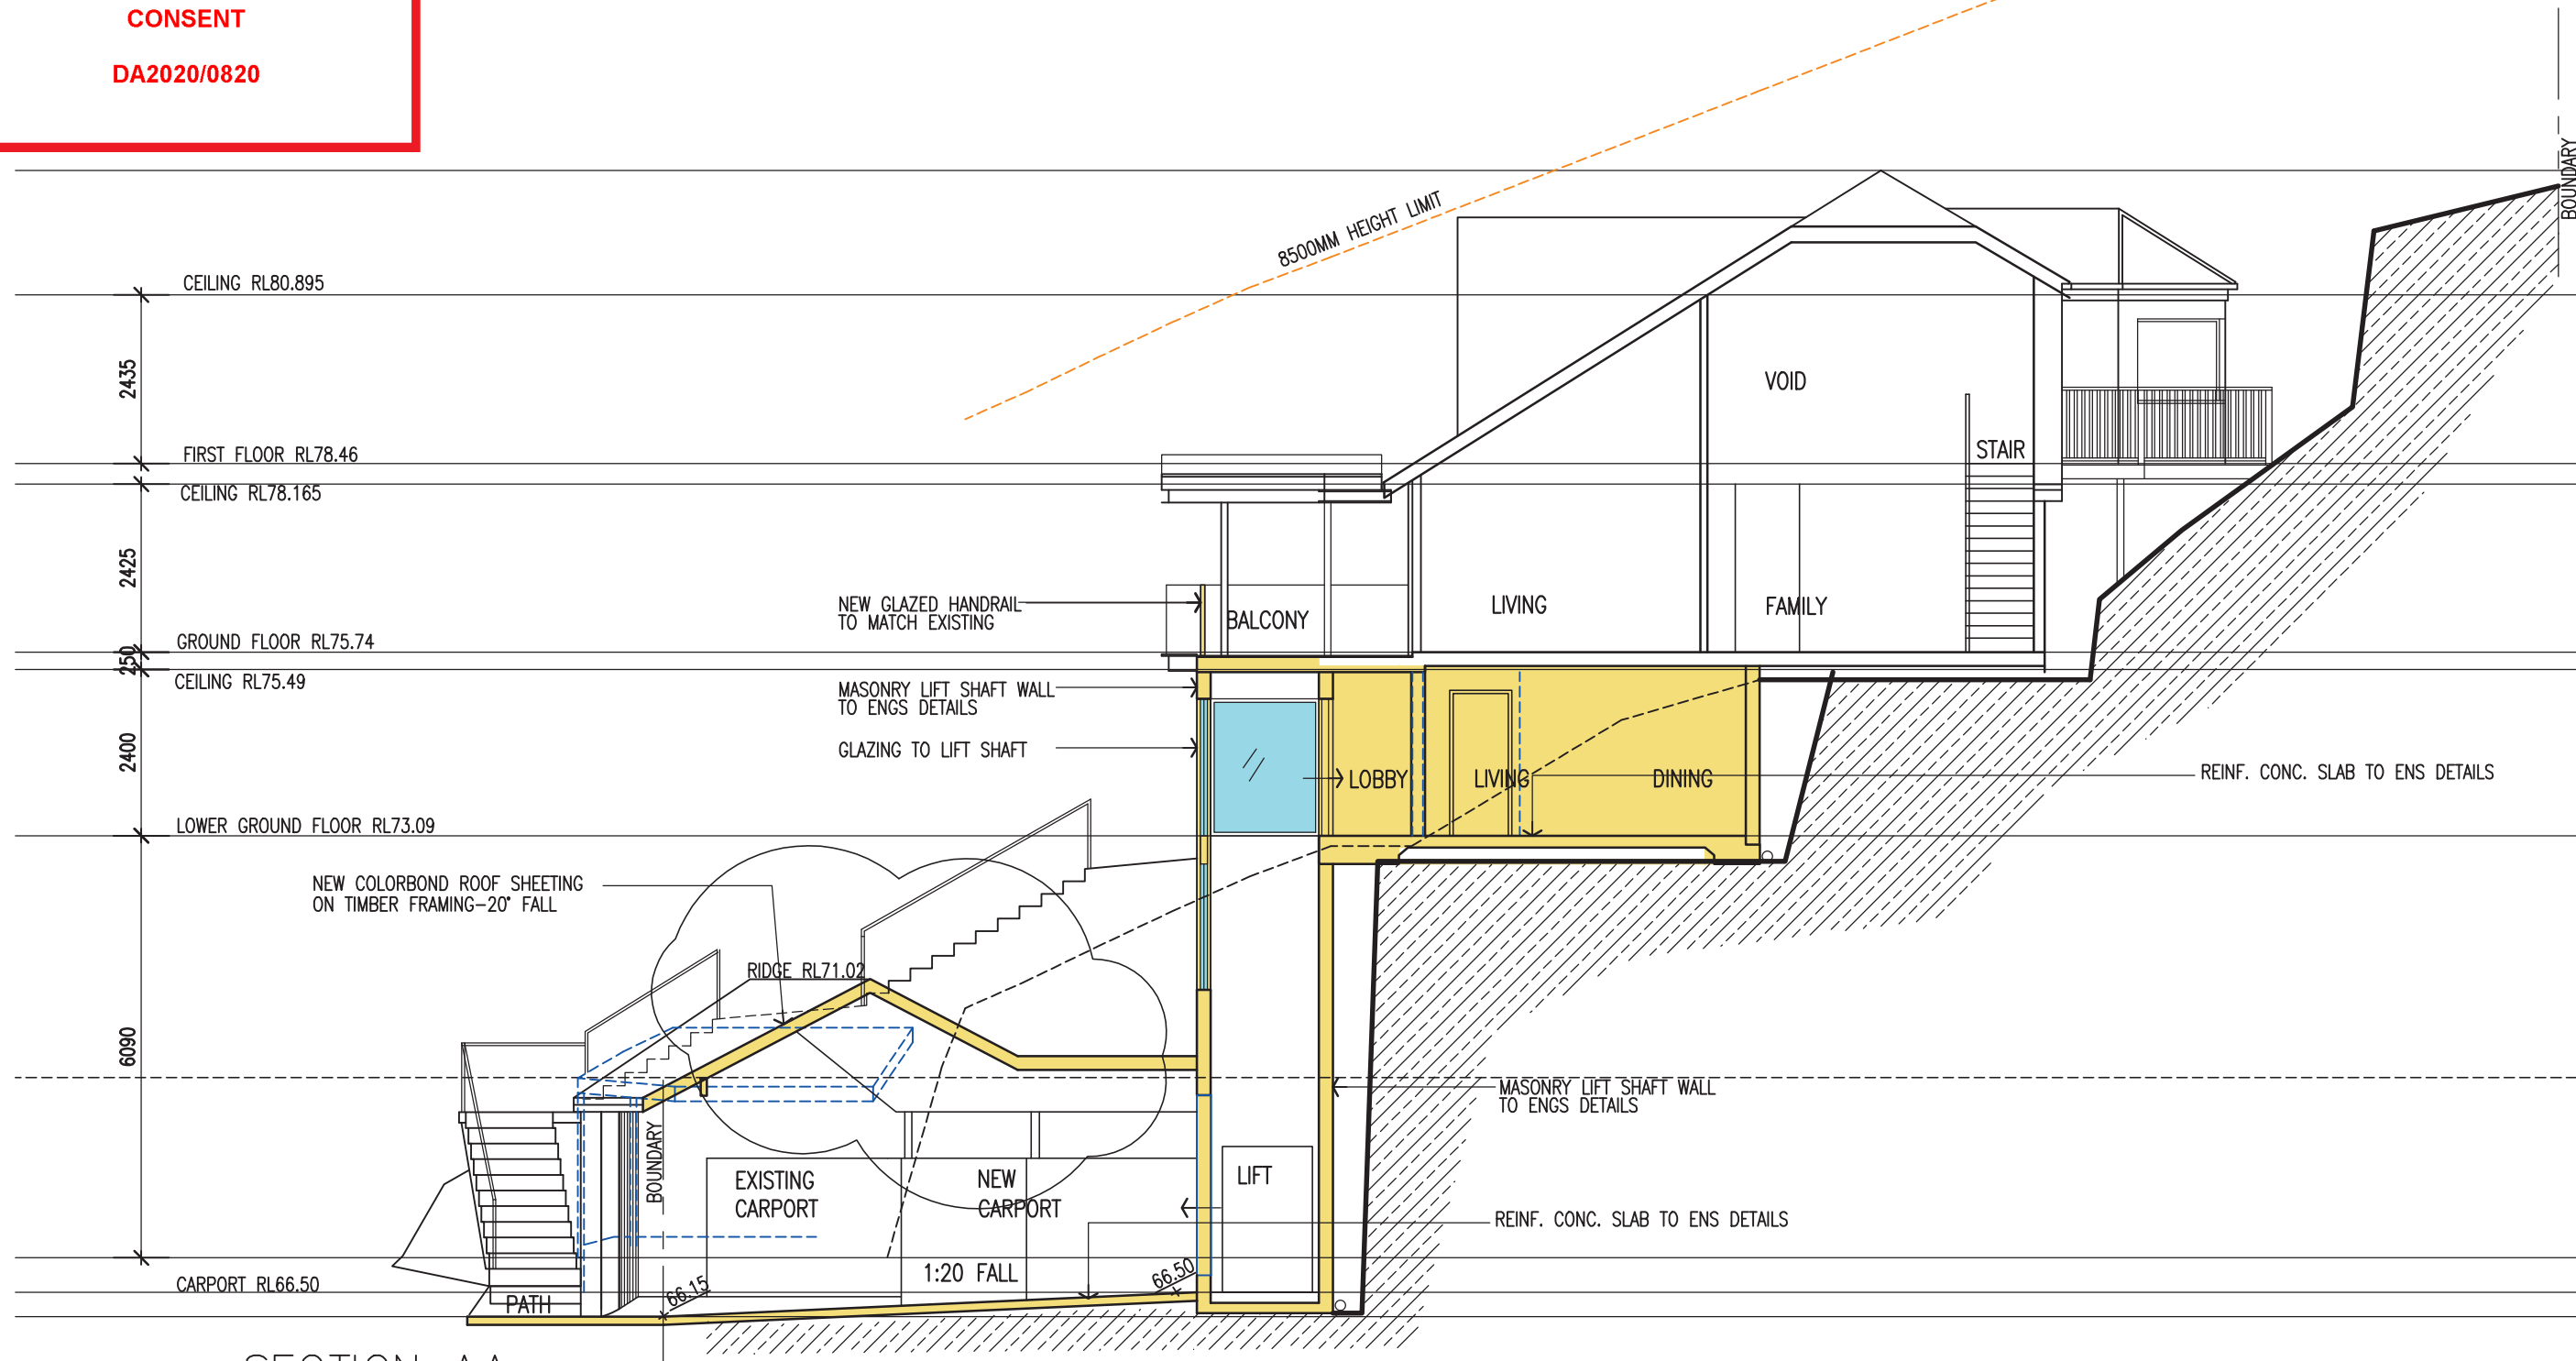 CONSENT
DA2020/0820
BOUNDARY
8500MM HEIGHT LIMIT
CEILING RL80.895
2435
VOID
FIRST FLOOR RL78.46
STAIR
CEILING RL78.165
2425
NEW GLAZED HANDRAIL
TO MATCH EXISTING
BALCONY
LIVING
FAMILY
GROUND FLOOR RL75.74
250
CEILING RL75.49
MASONRY LIFT SHAFT WALL
TO ENGS DETAILS
2400
GLAZING TO LIFT SHAFT
LOBBY
LIVING
DINING
REINF. CONC. SLAB TO ENS DETAILS
LOWER GROUND FLOOR RL73.09
NEW COLORBOND ROOF SHEETING
ON TIMBER FRAMING-20° FALL
RIDGE RL71.02
6090
MASONRY LIFT SHAFT WALL
TO ENGS DETAILS
BOUNDARY
EXISTING
CARPORT
NEW
CARPORT
LIFT
REINF. CONC. SLAB TO ENS DETAILS
1:20 FALL
66.50
CARPORT RL66.50
66.15
PATH
SECTION AA